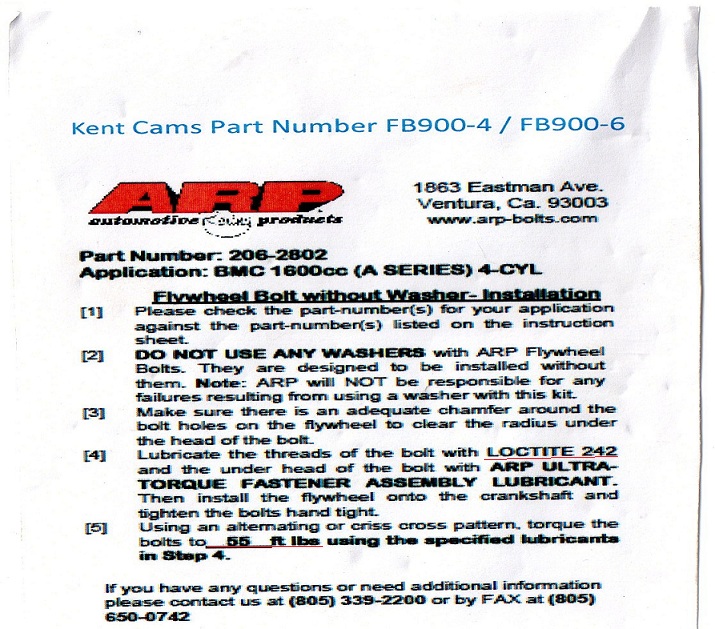 Kent Cams Part Number FB900-4 / FB900-6
ARP
automotive Racing products
1863 Eastman Ave.
Ventura, Ca. 93003
www.arp-bolts.com
Part Number: 206-2802
Application: BMC 1600cc (A SERIES) 4-CYL
Flywheel Bolt without Washer- Installation
[1] Please check the part-number(s) for your application
against the part-number(s) listed on the instruction
sheet.
[2] DO NOT USE ANY WASHERS with ARP Flywheel
Bolts. They are designed to be installed without
them. Note: ARP will NOT be responsible for any
failures resulting from using a washer with this kit.
[3] Make sure there is an adequate chamfer around the
bolt holes on the flywheel to clear the radius under
the head of the bolt.
[4] Lubricate the threads of the bolt with LOCTITE 242
and the under head of the bolt with ARP ULTRA-
TORQUE FASTENER ASSEMBLY LUBRICANT.
Then install the flywheel onto the crankshaft and
tighten the bolts hand tight.
[5] Using an alternating or criss cross pattern, torque the
bolts to 55 ft lbs using the specified lubricants
in Step 4.
If you have any questions or need additional information
please contact us at (805) 339-2200 or by FAX at (805)
650-0742